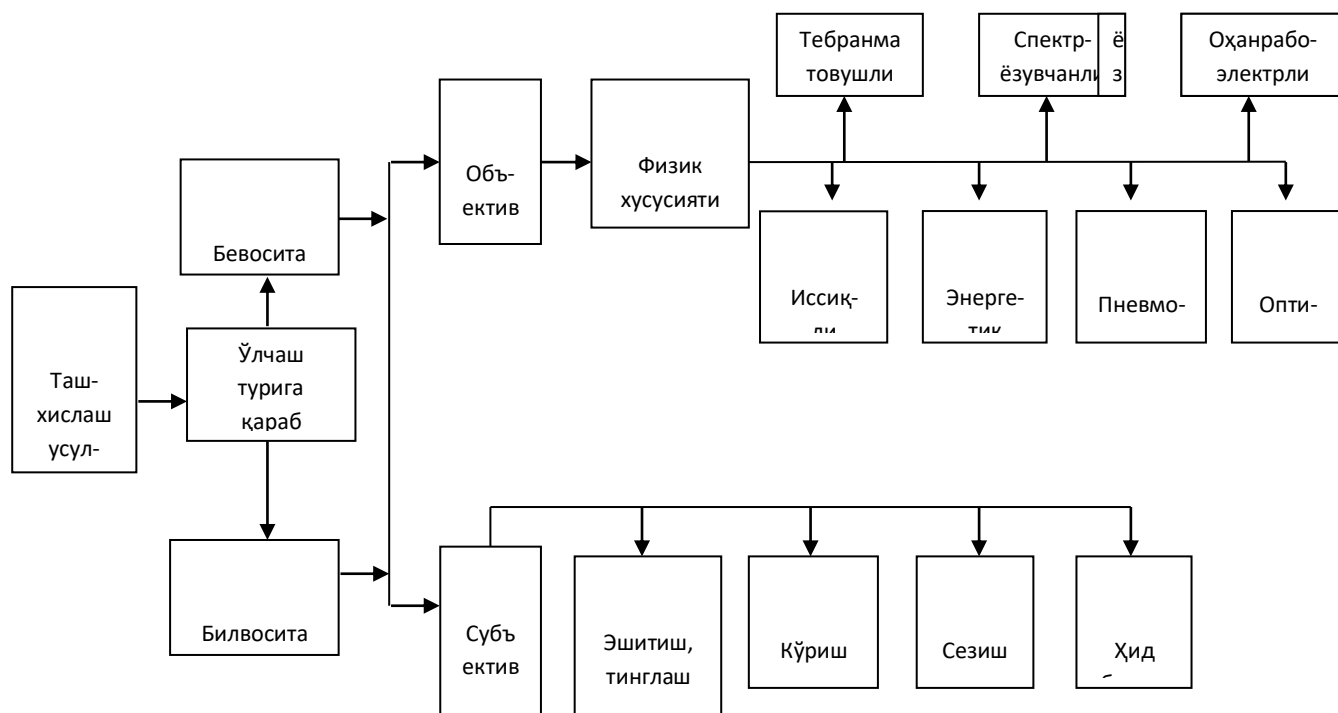 Тебранма
товушли
Спектр-
ёзувчанли
ё
з
Оҳанрабо-
электрли
Объ-
ектив
Физик
хусусияти
Бевосита
Иссиқ-
ли
Энерге-
тик
Пневмо-
Опти-
Таш-
хислаш
усул-
Ўлчаш
турига
қараб
Билвосита
Субъ
ектив
Эшитиш,
тинглаш
Кўриш
Сезиш
Ҳид